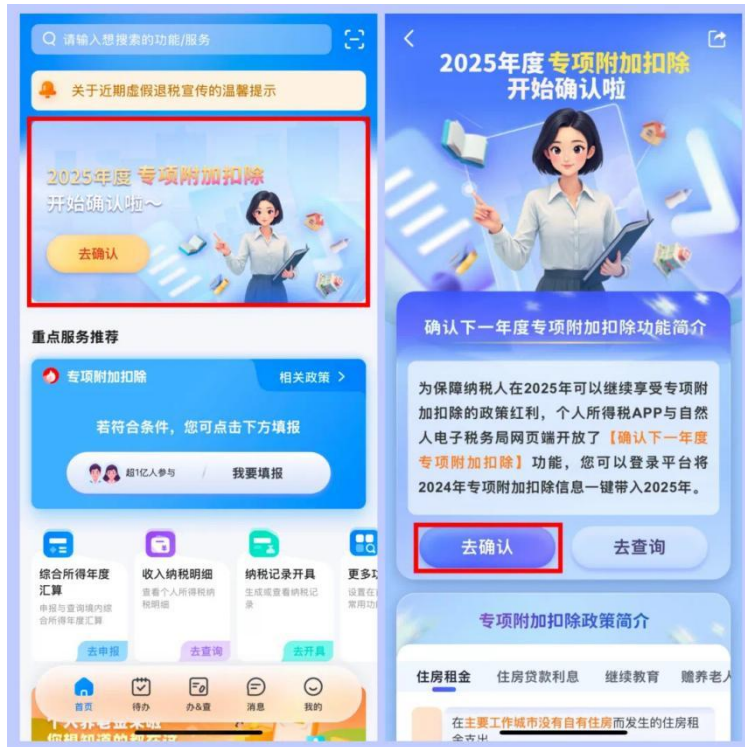 请输入想搜索的功能/服务
关于近期虚假退税宣传的温馨提示
2025年度 专项附加扣除
开始确认啦～
去确认
重点服务推荐
专项附加扣除
相关政策 >
若符合条件，您可点击下方填报
超1亿人参与 / 我要填报
综合所得年度
汇算
申报与查询境内综
合所得年度汇算
去申报
收入纳税明细
查看个人所得税纳
税明细
去查询
纳税记录开具
生成或查看纳税记
录
去开具
设置在
常用功
首页
待办
办&查
消息
我的
2025年度专项附加扣除
开始确认啦
确认下一年度专项附加扣除功能简介
为保障纳税人在2025年可以继续享受专项附
加扣除的政策红利，个人所得税APP与自然
人电子税务局网页端开放了【确认下一年度
专项附加扣除】功能，您可以登录平台将
2024年专项附加扣除信息一键带入2025年。
去确认
去查询
专项附加扣除政策简介
住房租金 住房贷款利息 继续教育 赡养老人
在主要工作城市没有自有住房而发生的住房租
金支出